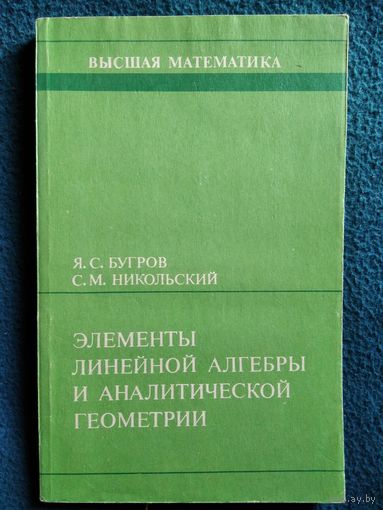 ВЫСШАЯ МАТЕМАТИКА
Я. С. БУГРОВ
С. М. НИКОЛЬСКИЙ
ЭЛЕМЕНТЫ
ЛИНЕЙНОЙ АЛГЕБРЫ
И АНАЛИТИЧЕСКОЙ
ГЕОМЕТРИИ